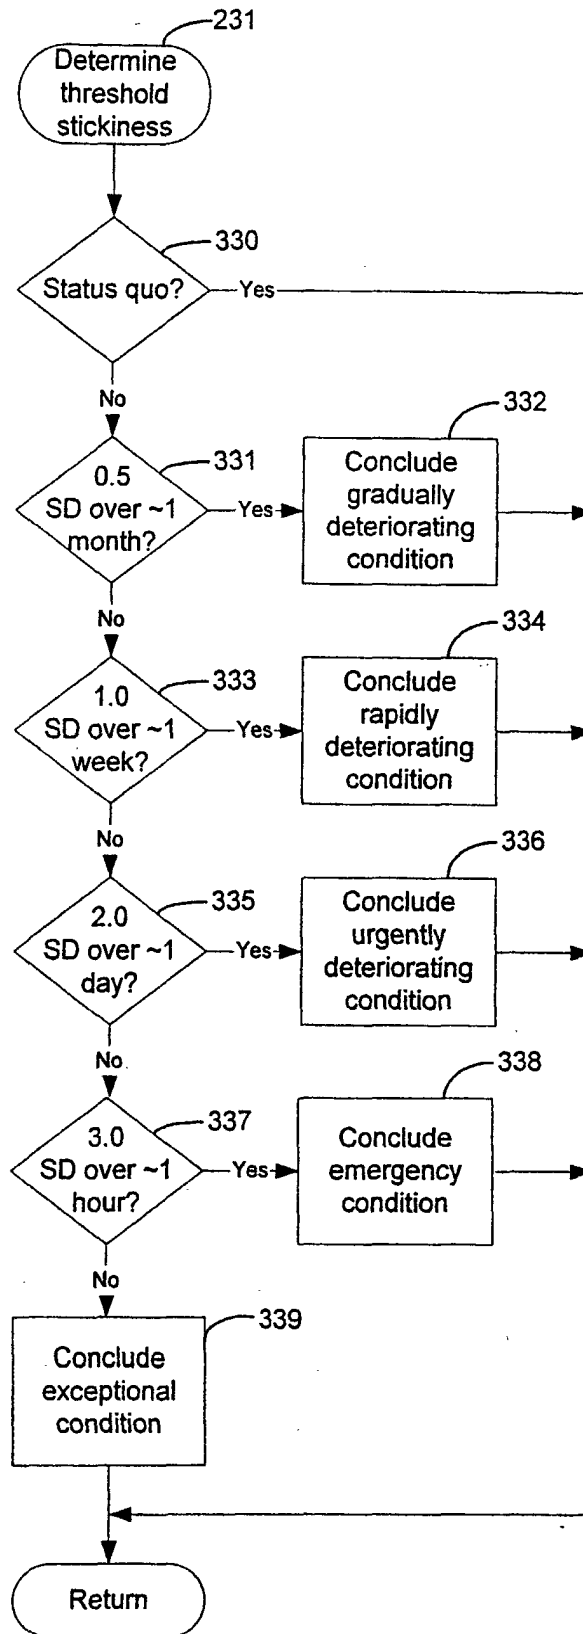 231
Determine
threshold
stickiness
330
Status quo?
Yes
No
331
0.5
SD over ~1
month?
Yes
332
Conclude
gradually
deteriorating
condition
No
333
1.0
SD over ~1
week?
Yes
334
Conclude
rapidly
deteriorating
condition
No
335
2.0
SD over ~1
day?
Yes
336
Conclude
urgently
deteriorating
condition
No
337
3.0
SD over ~1
hour?
Yes
338
Conclude
emergency
condition
No
339
Conclude
exceptional
condition
Return